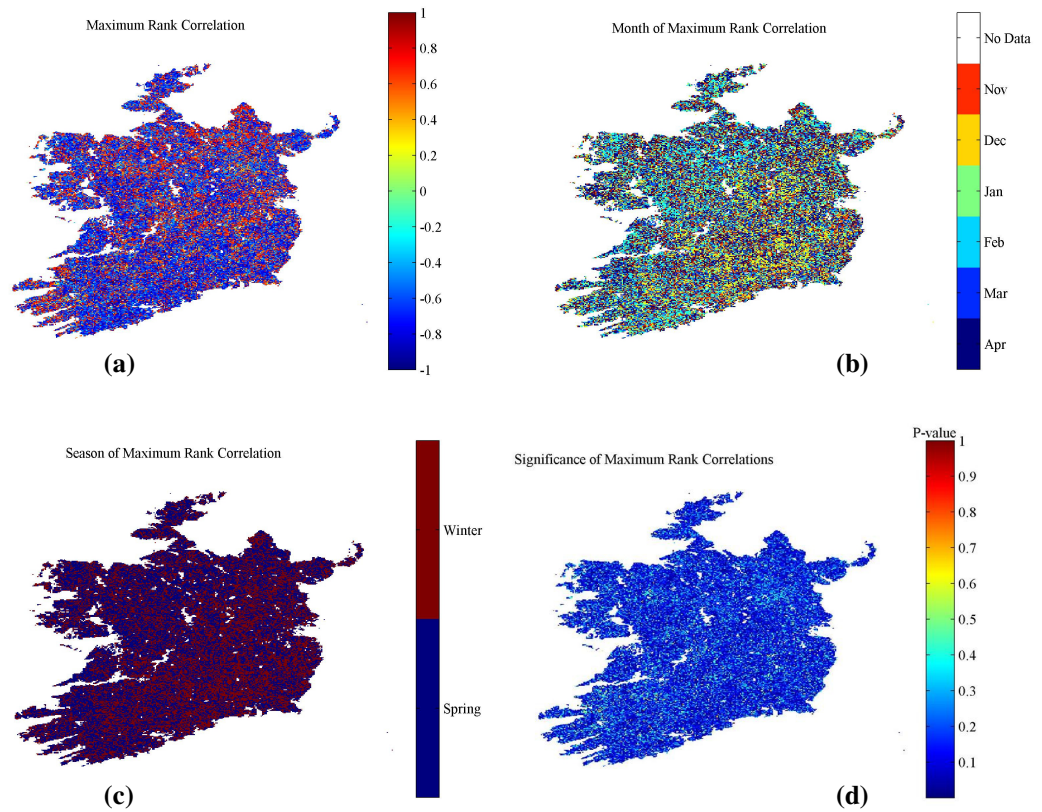 Maximum Rank Correlation
1
0.8
0.6
0.4
0.2
0
-0.2
-0.4
-0.6
-0.8
-1
(a)
Month of Maximum Rank Correlation
No Data
Nov
Dec
Jan
Feb
Mar
Apr
(b)
Season of Maximum Rank Correlation
Winter
Spring
(c)
Significance of Maximum Rank Correlations
P-value
1
0.9
0.8
0.7
0.6
0.5
0.4
0.3
0.2
0.1
(d)